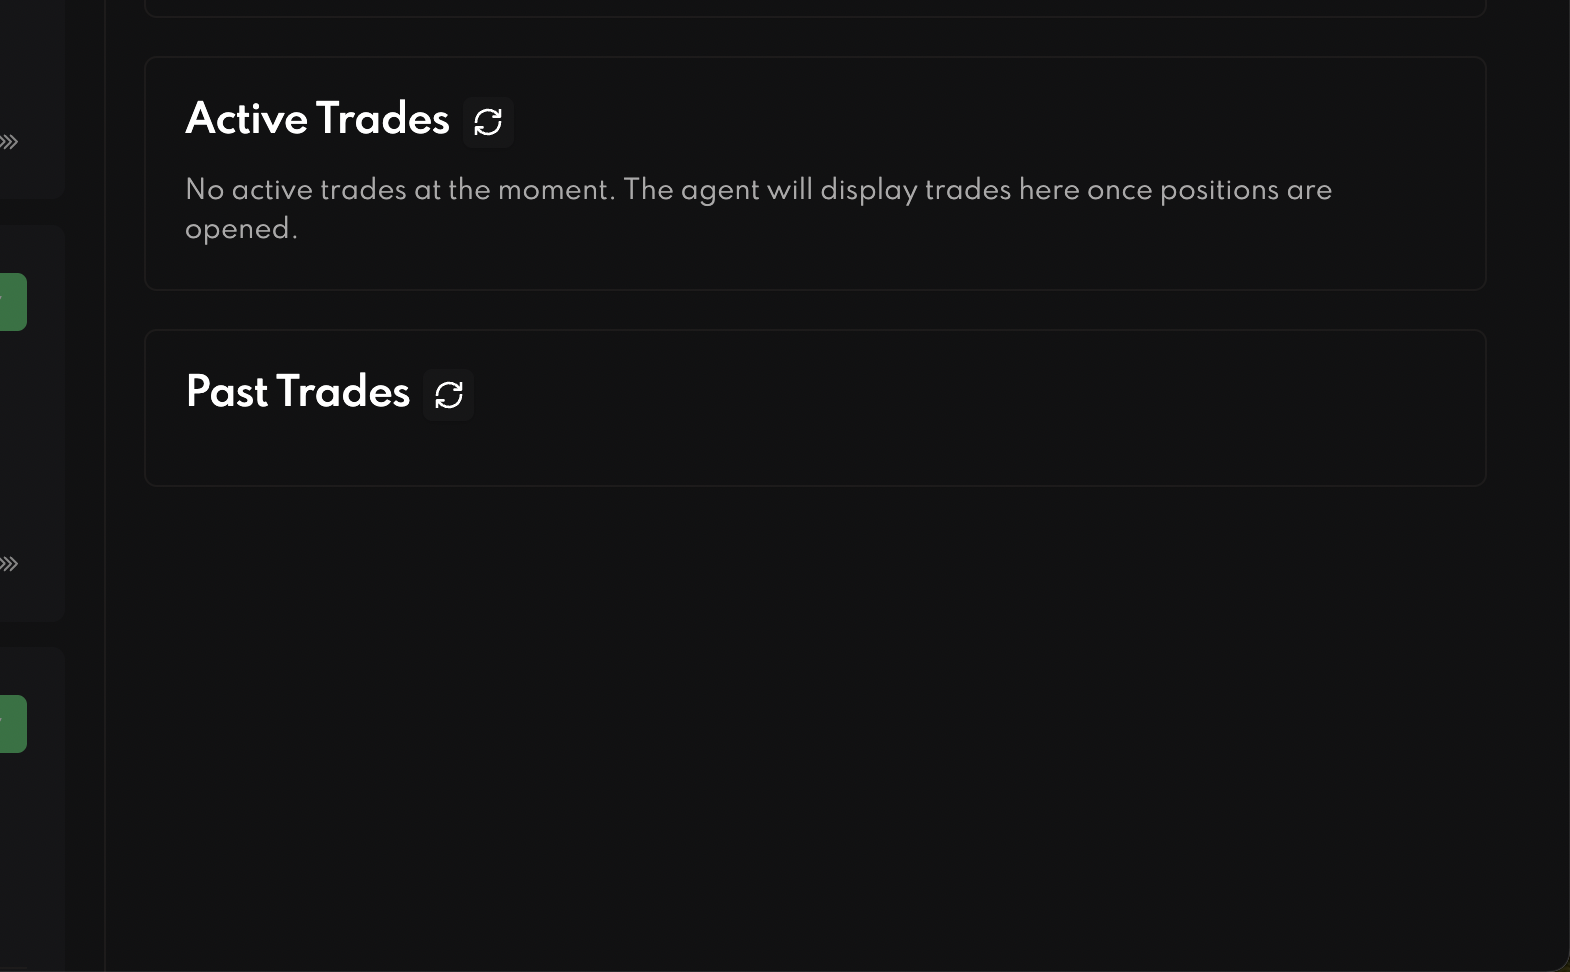 Active Trades
No active trades at the moment. The agent will display trades here once positions are
opened.
Past Trades